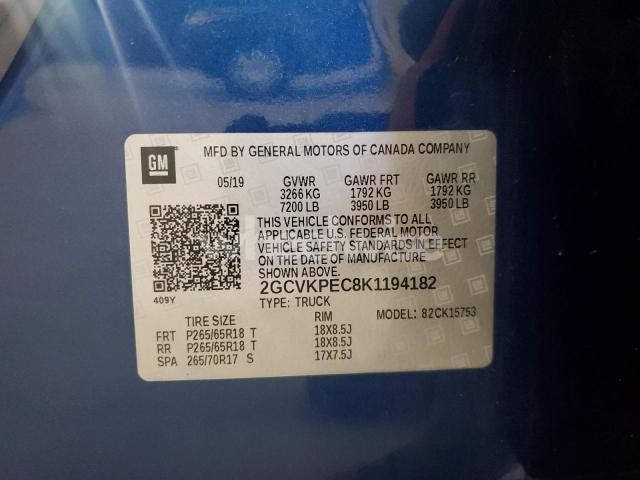 GM MFD BY GENERAL MOTORS OF CANADA COMPANY
05/19 GVWR GAWR FRT GAWR RR
3266 KG 1792 KG 1792 KG
7200 LB 3950 LB 3950 LB
THIS VEHICLE CONFORMS TO ALL
APPLICABLE U.S. FEDERAL MOTOR
VEHICLE SAFETY STANDARDS IN EFFECT
ON THE DATE OF MANUFACTURE
SHOWN ABOVE.
409Y 2GCVKPEC8K1194182
TYPE: TRUCK
TIRE SIZE RIM MODEL: 82CK15753
FRT P265/65R18 T 18X8.5J
RR P265/65R18 T 18X8.5J
SPA 265/70R17 S 17X7.5J